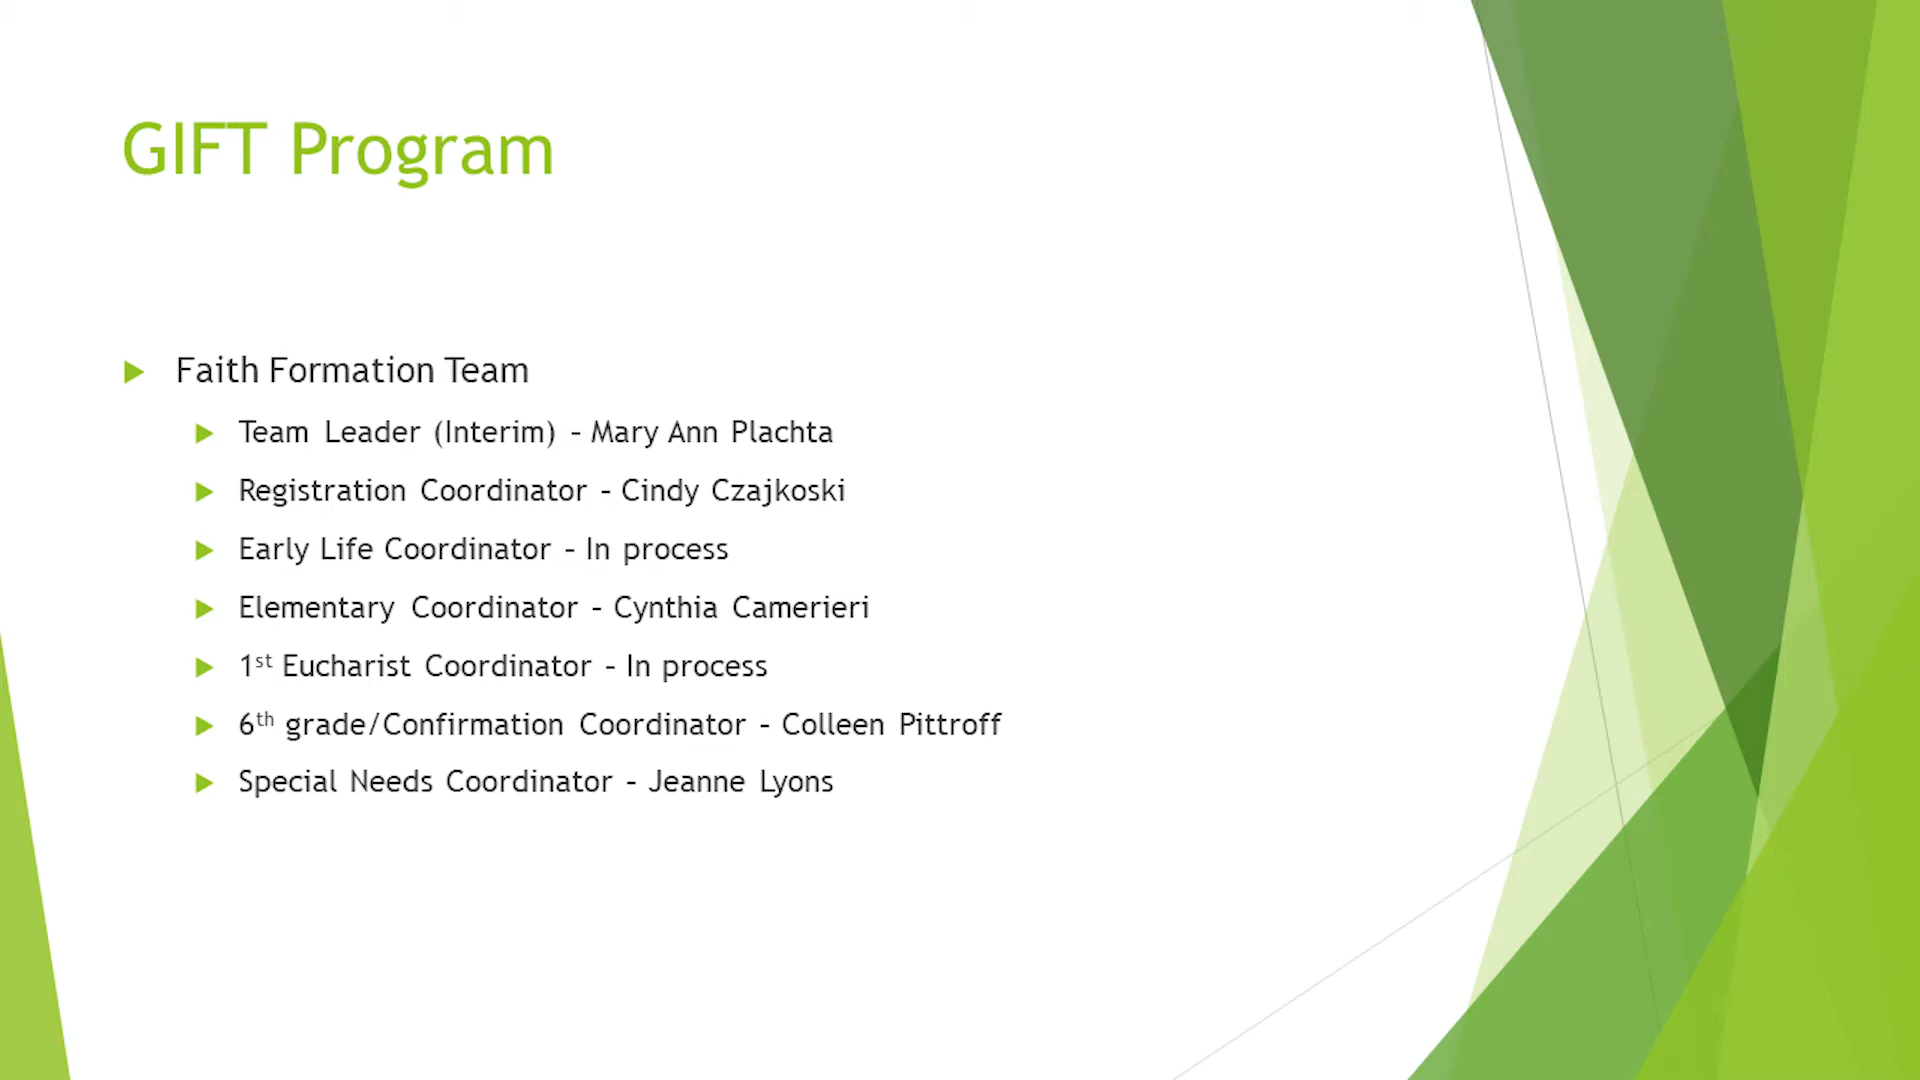 GIFT Program
Faith Formation Team
Team Leader (Interim) – Mary Ann Plachta
Registration Coordinator – Cindy Czajkoski
Early Life Coordinator – In process
Elementary Coordinator – Cynthia Camerieri
1st Eucharist Coordinator – In process
6th grade/Confirmation Coordinator – Colleen Pittroff
Special Needs Coordinator – Jeanne Lyons